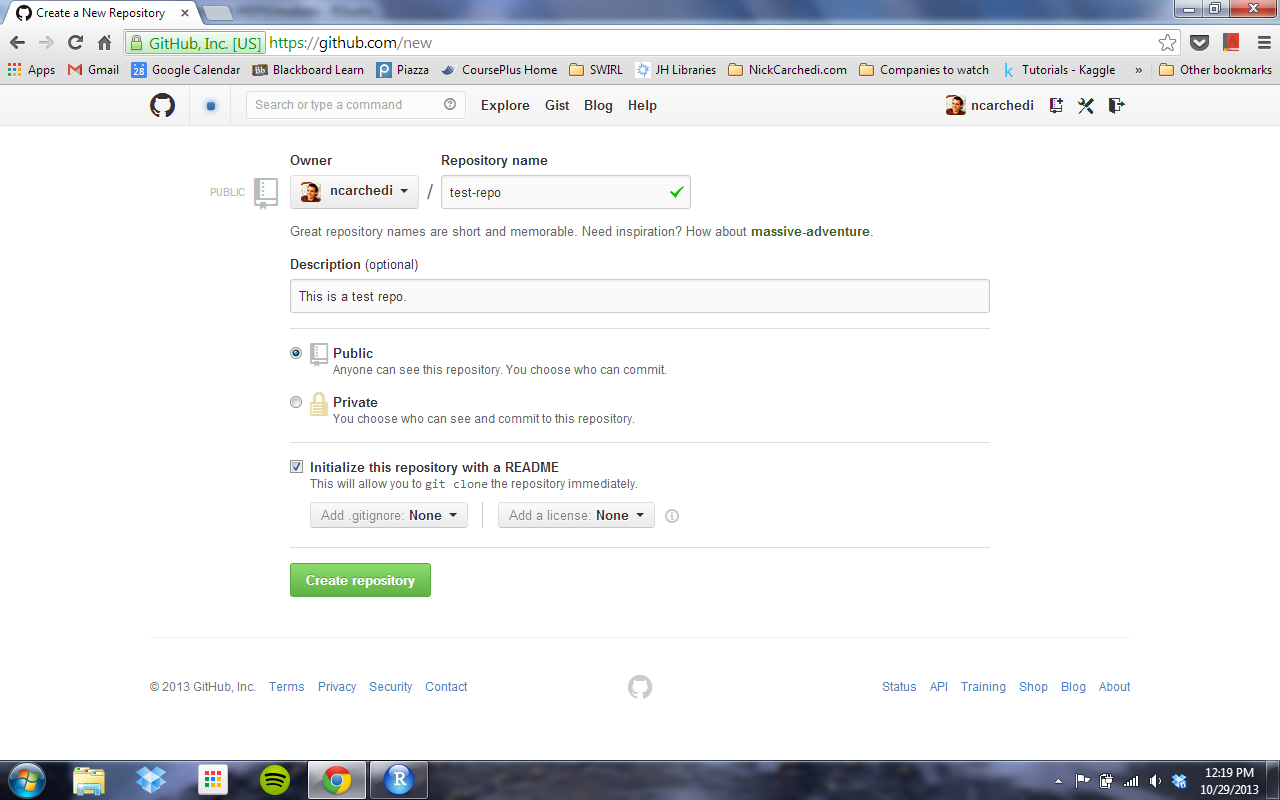 Create a New Repository
GitHub, Inc. [US] https://github.com/new
Apps Gmail 28 Google Calendar Bb Blackboard Learn Piazza CoursePlus Home SWIRL JH Libraries NickCarchedi.com Companies to watch k Tutorials - Kaggle » Other bookmarks
Search or type a command Explore Gist Blog Help ncarchedi
Owner Repository name
PUBLIC ncarchedi / test-repo
Great repository names are short and memorable. Need inspiration? How about massive-adventure.
Description (optional)
This is a test repo.
Public
Anyone can see this repository. You choose who can commit.
Private
You choose who can see and commit to this repository.
Initialize this repository with a README
This will allow you to git clone the repository immediately.
Add .gitignore: None Add a license: None
Create repository
© 2013 GitHub, Inc. Terms Privacy Security Contact Status API Training Shop Blog About
R
12:19 PM
10/29/2013